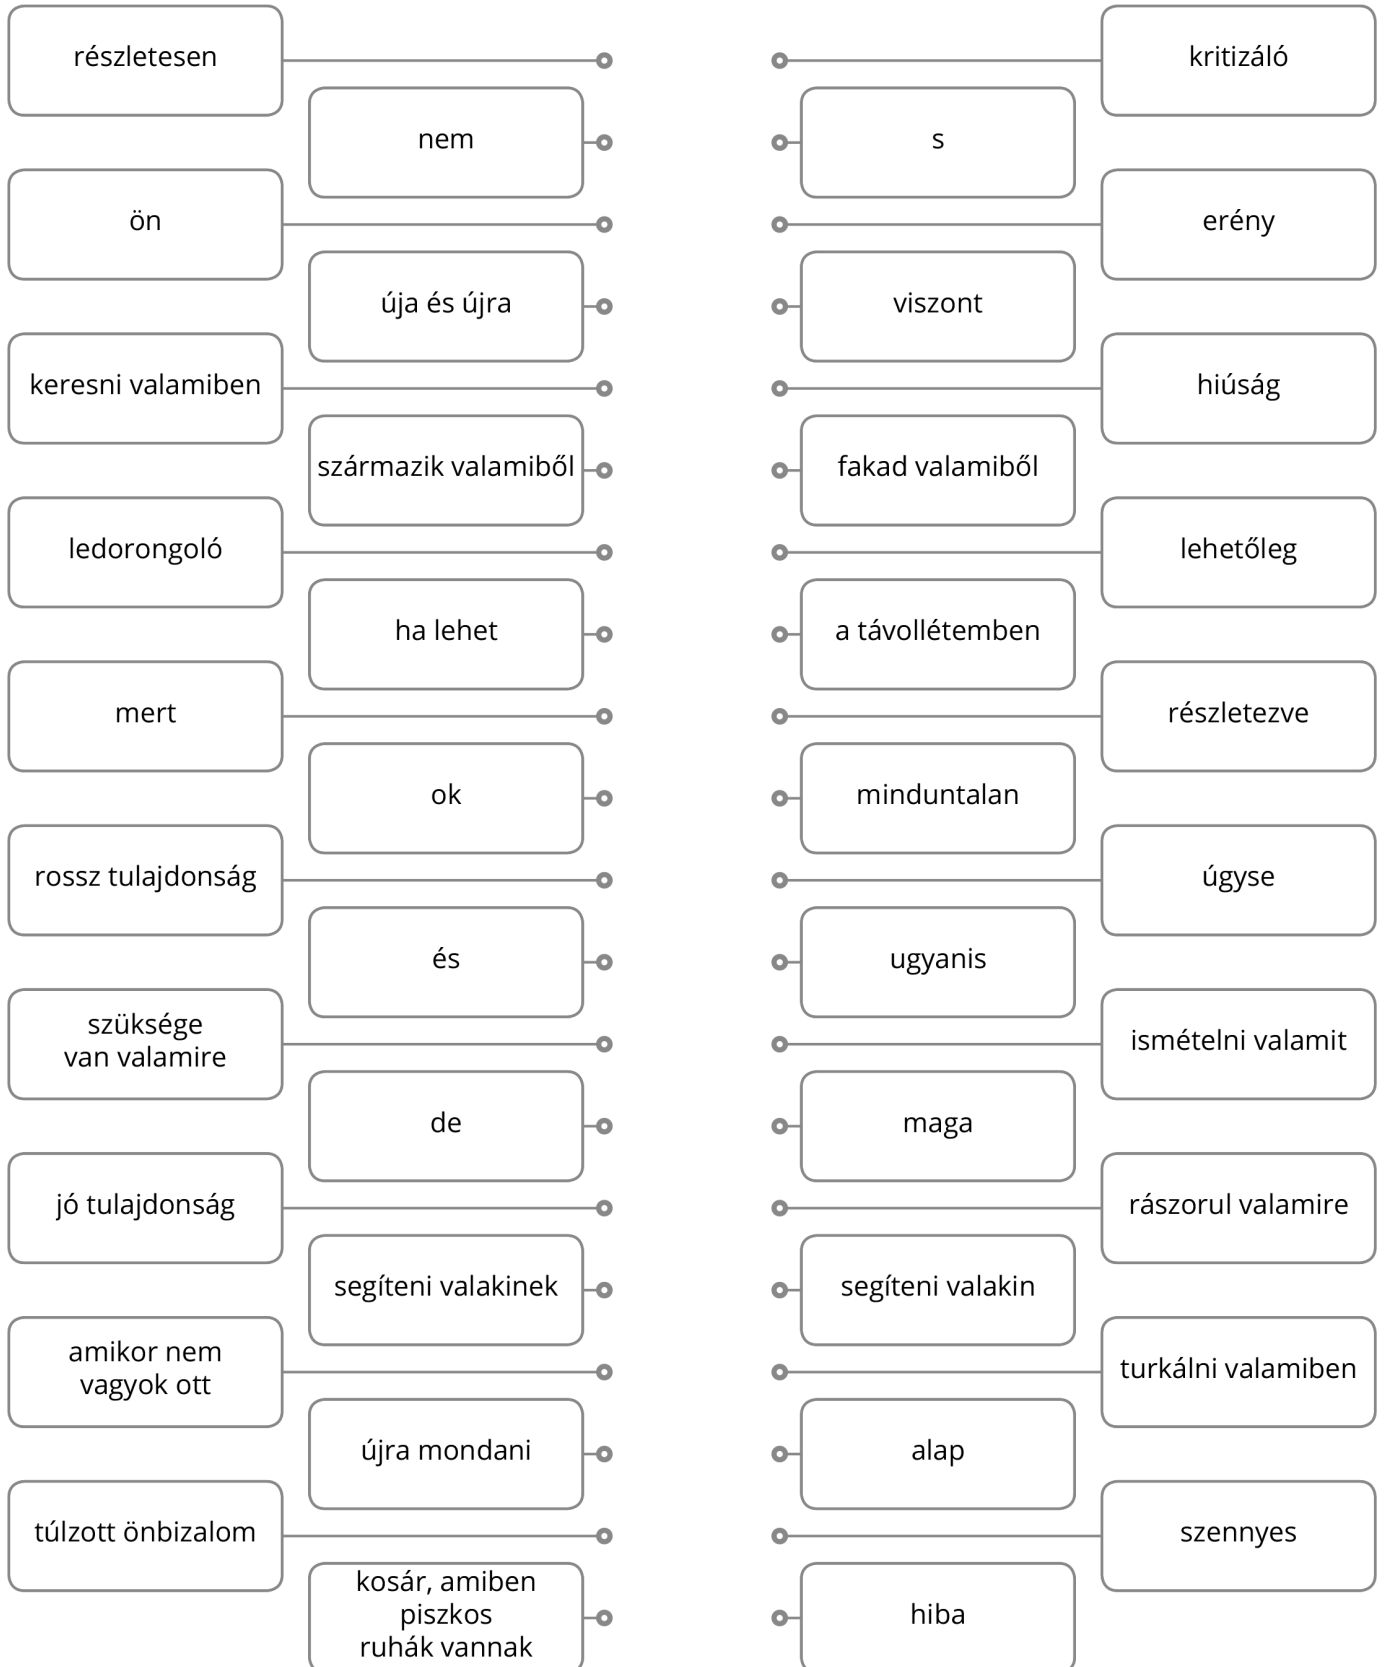 részletesen
kritizáló
nem
s
ön
erény
úja és újra
viszont
keresni valamiben
hiúság
származik valamiből
fakad valamiből
ledorongoló
lehetőleg
ha lehet
a távollétemben
mert
részletezve
ok
minduntalan
rossz tulajdonság
úgyse
és
ugyanis
szüksége
van valamire
ismételni valamit
de
maga
jó tulajdonság
rászorul valamire
segíteni valakinek
segíteni valakin
amikor nem
vagyok ott
turkálni valamiben
újra mondani
alap
túlzott önbizalom
szennyes
kosár, amiben
piszkos
ruhák vannak
hiba